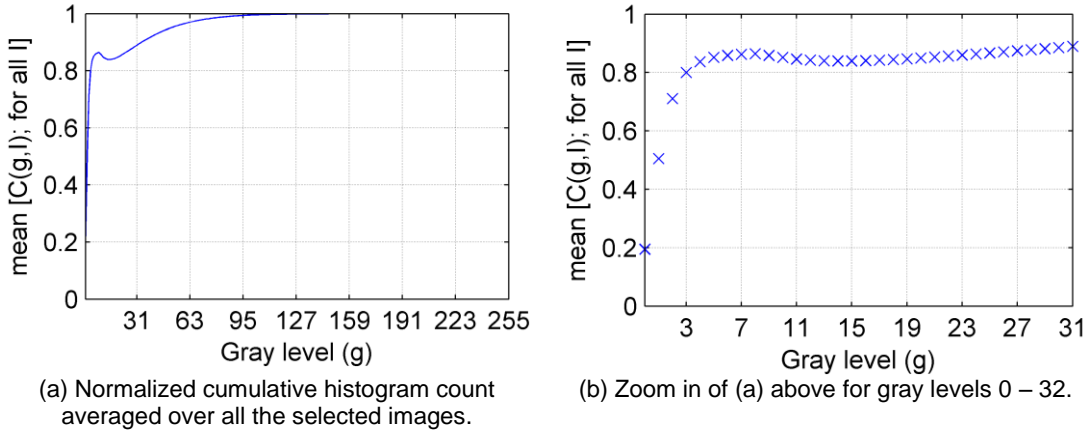 mean [C(g,I); for all I]
1
0.8
0.6
0.4
0.2
0
31 63 95 127 159 191 223 255
Gray level (g)
(a) Normalized cumulative histogram count
averaged over all the selected images.
mean [C(g,I); for all I]
1
0.8
0.6
0.4
0.2
0
3 7 11 15 19 23 27 31
Gray level (g)
(b) Zoom in of (a) above for gray levels 0 – 32.